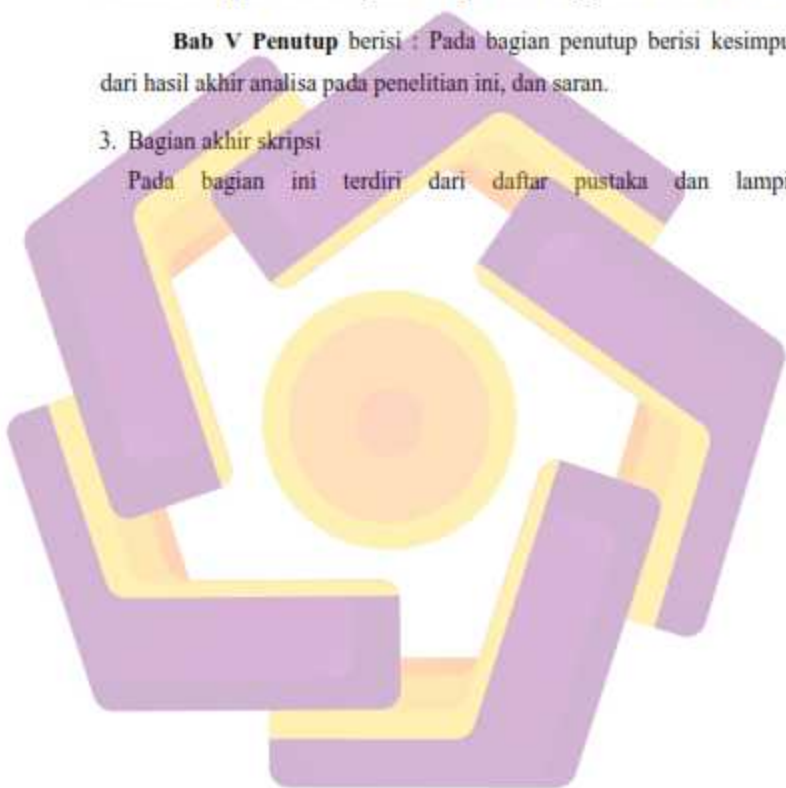 Bab V Penutup berisi : Pada bagian penutup berisi
dari hasil akhir analisa pada penelitian ini, dan saran.
3. Bagian akhir skripsi
Pada bagian ini terdiri dari daftar pustaka dan